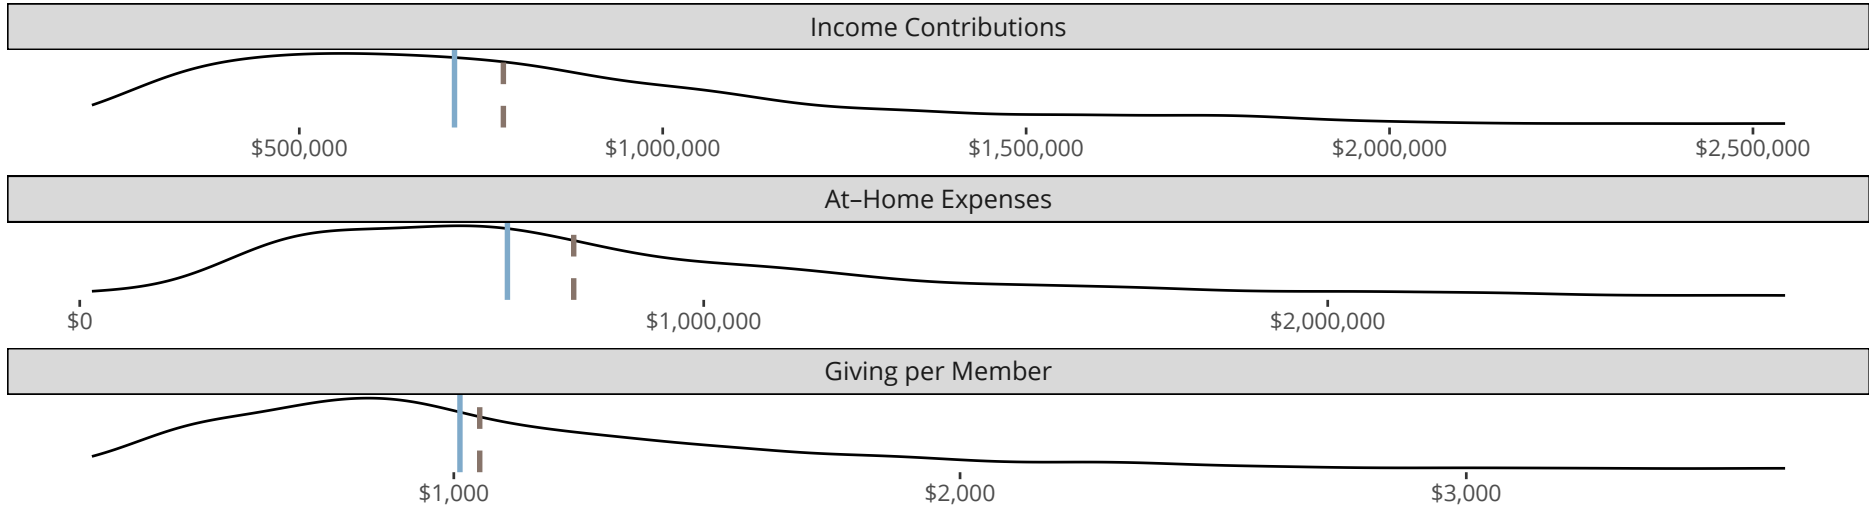 Income Contributions
$500,000 $1,000,000 $1,500,000 $2,000,000 $2,500,000
At–Home Expenses
$0 $1,000,000 $2,000,000
Giving per Member
$1,000 $2,000 $3,000